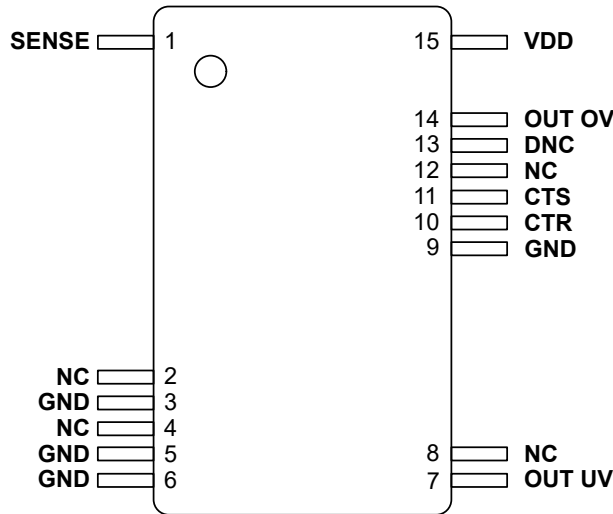 SENSE 1 15 VDD
14 OUT OV
13 DNC
12 NC
11 CTS
10 CTR
9 GND
NC 2
GND 3
NC 4
GND 5 8 NC
GND 6 7 OUT UV